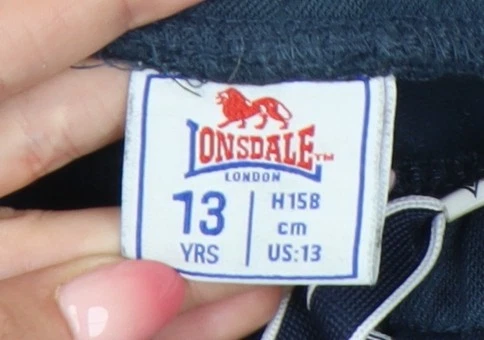 LONSDALE™
LONDON
13
YRS
H158
cm
US:13